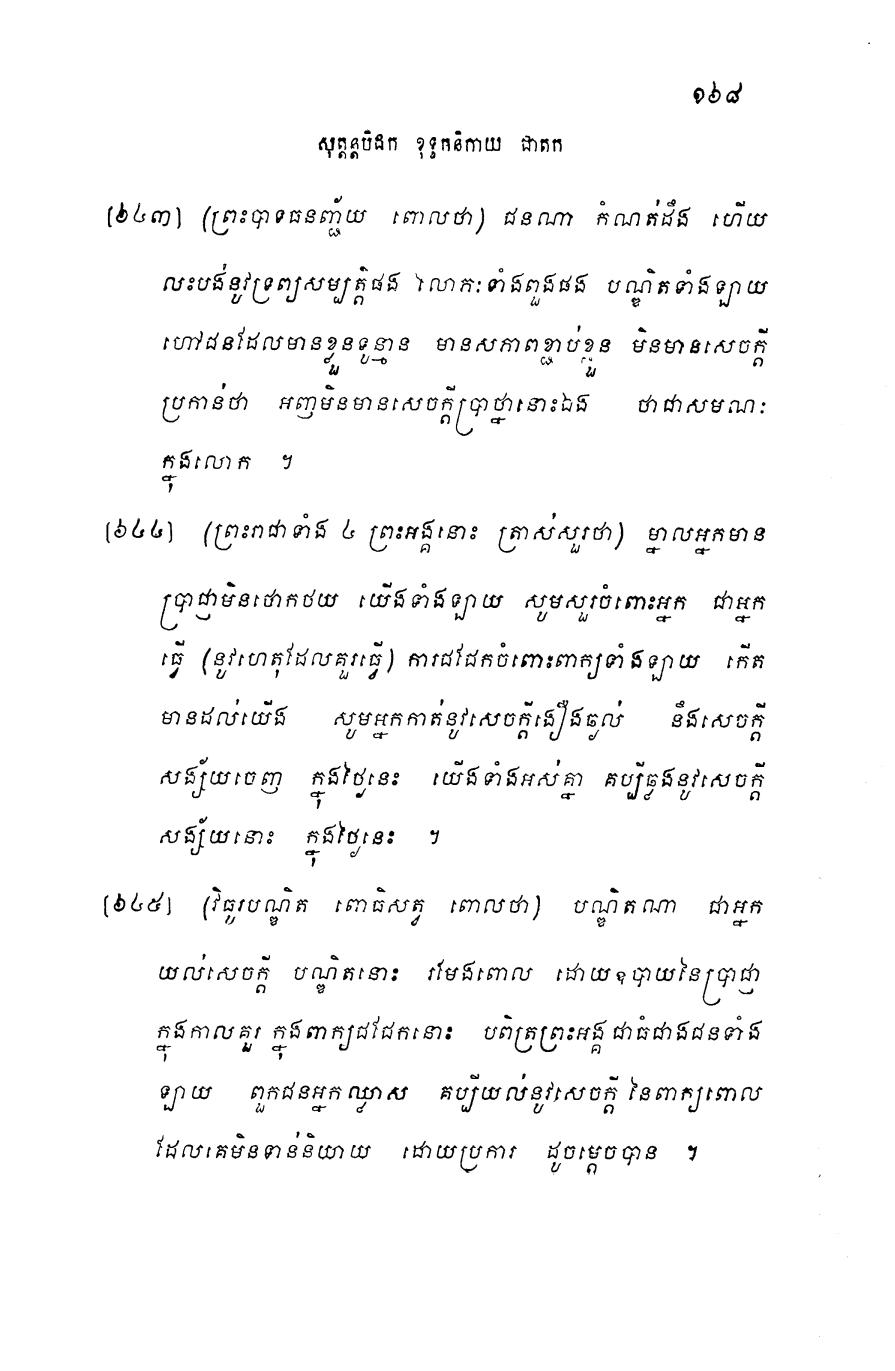 ១៦៨
សុត្តន្តបិដក ខុទ្ទកនិកាយ ជាតក
[៦៤៣] (ព្រះបាទធនញ្ជ័យ ពោលថា) ជនណា កំណត់ដឹង ហើយ
លះបង់នូវទ្រព្យសម្បត្តិផង លោភៈទាំងពួងផង បណ្ឌិតទាំងឡាយ
ហៅជនដែលមានខ្លួនទូន្មាន មានសភាពខ្ជាប់ខ្ជួន មិនមានសេចក្តី
ប្រកាន់ថា អញមិនមានសេចក្តីប្រាថ្នានោះឯង ថាជាសមណៈ
ក្នុងលោក ។
[៦៤៤] (ព្រះរាជាទាំង ៤ ព្រះអង្គនោះ ត្រាស់សួរថា) ម្នាលអ្នកមាន
ប្រាជ្ញាមិនថោកថយ យើងទាំងឡាយ សូមសួរចំពោះអ្នក ជាអ្នក
ធ្វើ (នូវហេតុដែលគួរធ្វើ) ការជជែកចំពោះពាក្យទាំងឡាយ កើត
មានដល់យើង សូមអ្នកកាត់នូវសេចក្តីងឿងឆ្ងល់ នឹងសេចក្តី
សង្ស័យចេញ ក្នុងថ្ងៃនេះ យើងទាំងអស់គ្នា គប្បីឆ្លងនូវសេចក្តី
សង្ស័យនោះ ក្នុងថ្ងៃនេះ ។
[៦៤៥] (វិធូរបណ្ឌិត ពោធិសត្វ ពោលថា) បណ្ឌិតណា ជាអ្នក
យល់សេចក្តី បណ្ឌិតនោះ រមែងពោល ដោយឧបាយនៃប្រាជ្ញា
ក្នុងកាលគួរ ក្នុងពាក្យជជែកនោះ បពិត្រព្រះអង្គ ជាធំជាងជនទាំង
ឡាយ ពួកជនអ្នកឈ្លាស គប្បីយល់នូវសេចក្តី នៃពាក្យពោល
ដែលគេមិនទាន់និយាយ ដោយប្រការ ដូចម្តេចបាន ។